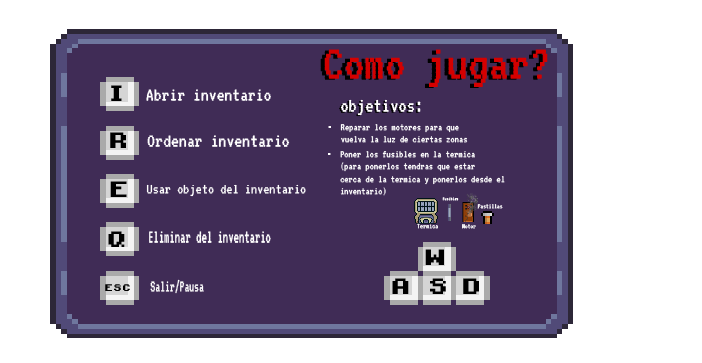 Como jugar?
I Abrir inventario
R Ordenar inventario
E Usar objeto del inventario
Q Eliminar del inventario
ESC Salir/Pausa
objetivos:
- Reparar los motores para que
vuelva la luz de ciertas zonas
- Poner los fusibles en la termica
(para ponerlos tendras que estar
cerca de la termica y ponerlos desde el
inventario)
Fusibles
Pastillas
Termica
Motor
W
A S D